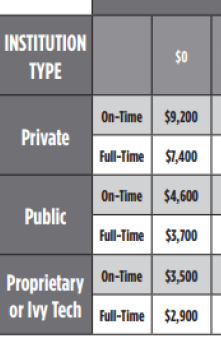 INSTITUTION
TYPE
$0
Private
On-Time $9,200
Full-Time $7,400
Public
On-Time $4,600
Full-Time $3,700
Proprietary
or Ivy Tech
On-Time $3,500
Full-Time $2,900